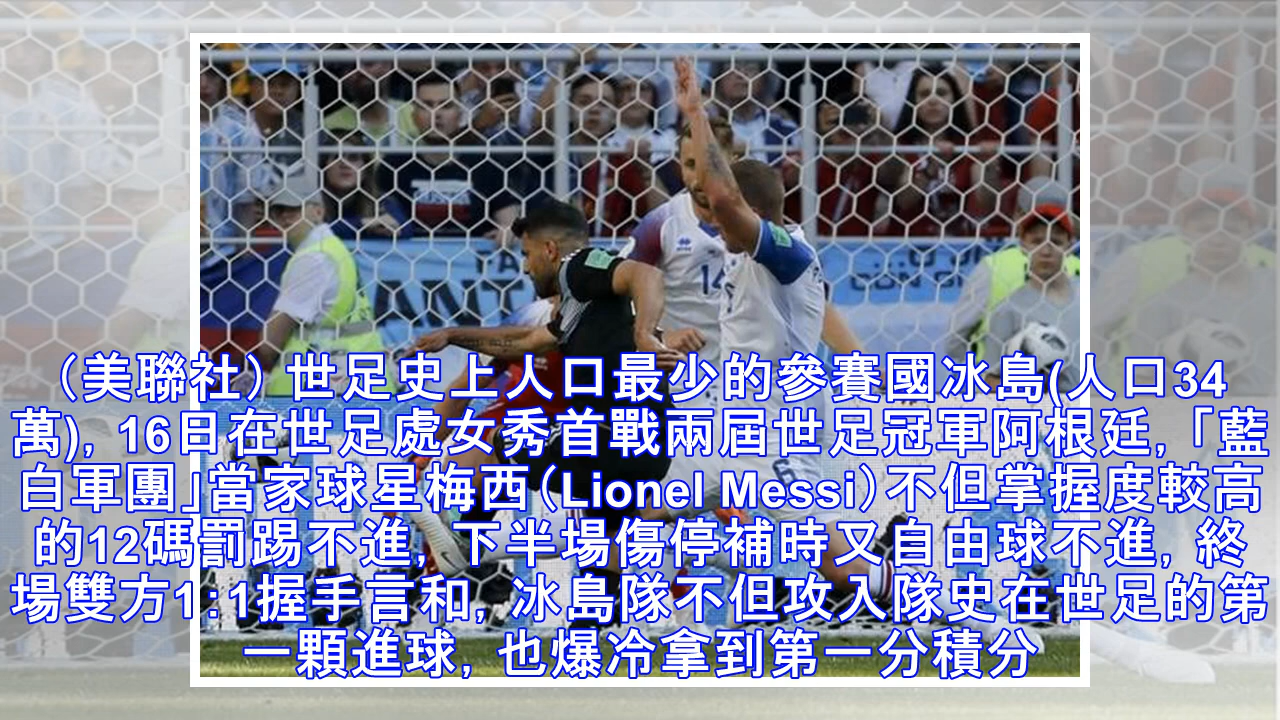 ANT
14
6
(美聯社) 世足史上人口最少的參賽國冰島(人口34
萬), 16日在世足處女秀首戰兩屆世足冠軍阿根廷,「藍
白軍團」當家球星梅西(Lionel Messi)不但掌握度較高
的12碼罰踢不進, 下半場傷停補時又自由球不進, 終
場雙方1:1握手言和, 冰島隊不但攻入隊史在世足的第
一顆進球, 也爆冷拿到第一分積分